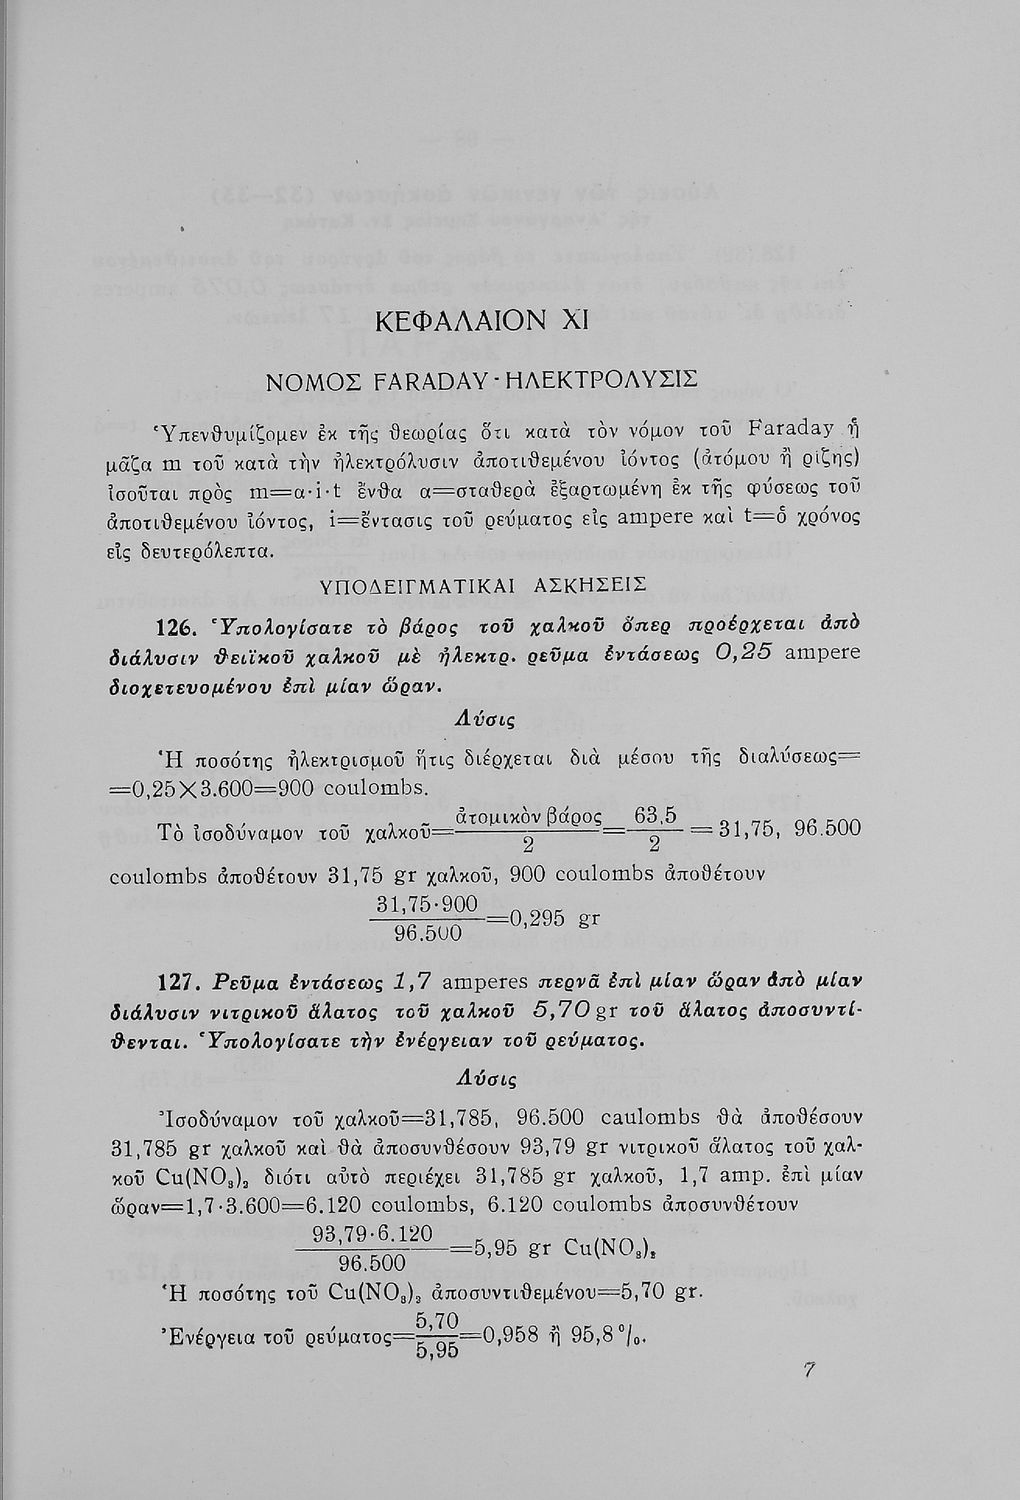 ΚΕΦΑΛΑΙΟΝ XI
ΝΟΜΟΣ FARADAY - ΗΛΕΚΤΡΟΛΥΣΙΣ
Ὑπενθυμίζομεν ἐκ τῆς θεωρίας ὅτι κατὰ τὸν νόμον τοῦ Faraday ἡ
μᾶζα m τοῦ κατὰ τὴν ἠλεκτρόλυσιν ἀποτιθεμένου ἰόντος (ἀτόμου ἢ ρίζης)
ἰσοῦται πρὸς m=α·i·t ἔνθα α=σταθερὰ ἐξαρτωμένη ἐκ τῆς φύσεως τοῦ
ἀποτιθεμένου ἰόντος, i=ἔντασις τοῦ ρεύματος εἰς ampere καὶ t=ὁ χρόνος
εἰς δευτερόλεπτα.
ΥΠΟΔΕΙΓΜΑΤΙΚΑΙ ΑΣΚΗΣΕΙΣ
126. Ὑπολογίσατε τὸ βάρος τοῦ χαλκοῦ ὅπερ προέρχεται ἀπὸ
διάλυσιν θειϊκοῦ χαλκοῦ μὲ ἠλεκτρ. ρεῦμα ἐντάσεως 0,25 ampere
διοχετευομένου ἐπὶ μίαν ὥραν.
Λύσις
Ἡ ποσότης ἠλεκτρισμοῦ ἥτις διέρχεται διὰ μέσου τῆς διαλύσεως=
=0,25×3.600=900 coulombs.
Τὸ ἰσοδύναμον τοῦ χαλκοῦ= ἀτομικὸν βάρος / 2 = 63,5 / 2 = 31,75, 96.500
coulombs ἀποθέτουν 31,75 gr χαλκοῦ, 900 coulombs ἀποθέτουν
31,75·900 / 96.500 =0,295 gr
127. Ρεῦμα ἐντάσεως 1,7 amperes περνᾶ ἐπὶ μίαν ὥραν ἀπὸ μίαν
διάλυσιν νιτρικοῦ ἅλατος τοῦ χαλκοῦ 5,70 gr τοῦ ἅλατος ἀποσυντί-
θενται. Ὑπολογίσατε τὴν ἐνέργειαν τοῦ ρεύματος.
Λύσις
Ἰσοδύναμον τοῦ χαλκοῦ=31,785, 96.500 caulombs θὰ ἀποθέσουν
31,785 gr χαλκοῦ καὶ θὰ ἀποσυνθέσουν 93,79 gr νιτρικοῦ ἅλατος τοῦ χαλ-
κοῦ Cu(NO₃)₂ διότι αὐτὸ περιέχει 31,785 gr χαλκοῦ, 1,7 amp. ἐπὶ μίαν
ὥραν=1,7·3.600=6.120 coulombs, 6.120 coulombs ἀποσυνθέτουν
93,79·6.120 / 96.500 =5,95 gr Cu(NO₃)₂
Ἡ ποσότης τοῦ Cu(NO₃)₂ ἀποσυντιθεμένου=5,70 gr.
Ἐνέργεια τοῦ ρεύματος= 5,70 / 5,95 =0,958 ἢ 95,8 %.
7